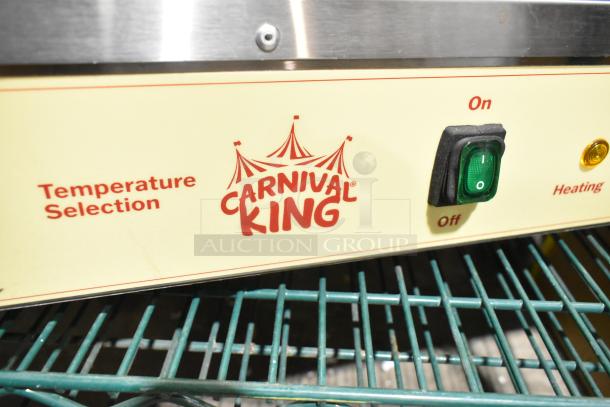 On
Temperature
Selection
CARNIVAL®
KING
I
O
Off
Heating
AUCTION GROUP